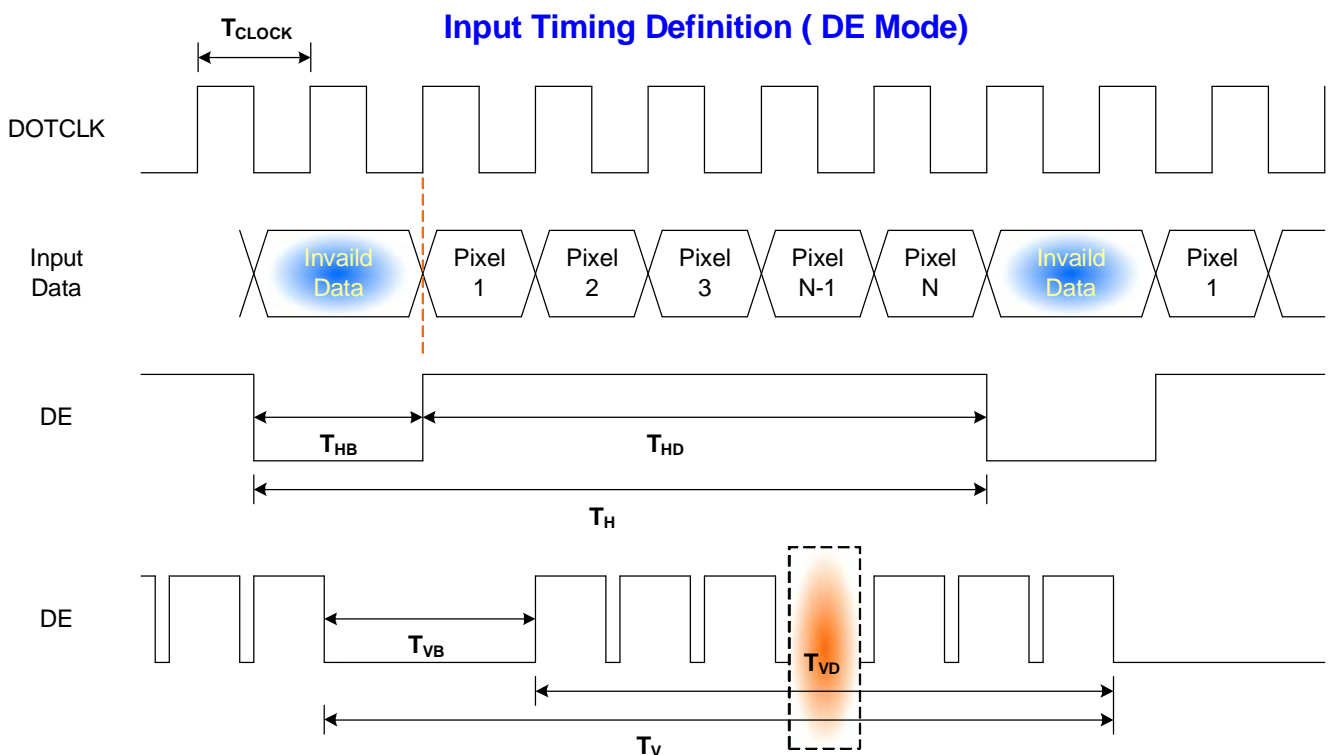 Input Timing Definition ( DE Mode)
TCLOCK
DOTCLK
Input
Data
Invaild
Data
Pixel
1
Pixel
2
Pixel
3
Pixel
N-1
Pixel
N
Invaild
Data
Pixel
1
DE
THB
THD
TH
DE
TVB
TVD
TV